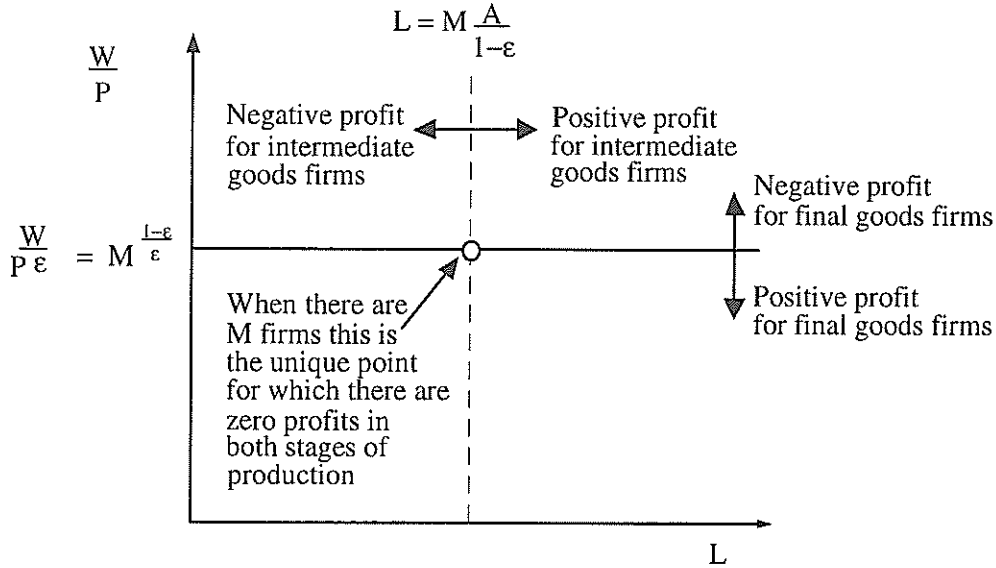 L = M A/1−ε
W/P
Negative profit
for intermediate
goods firms
Positive profit
for intermediate
goods firms
Negative profit
for final goods firms
W/P ε = M^(1−ε)/ε
Positive profit
for final goods firms
When there are
M firms this is
the unique point
for which there are
zero profits in
both stages of
production
L